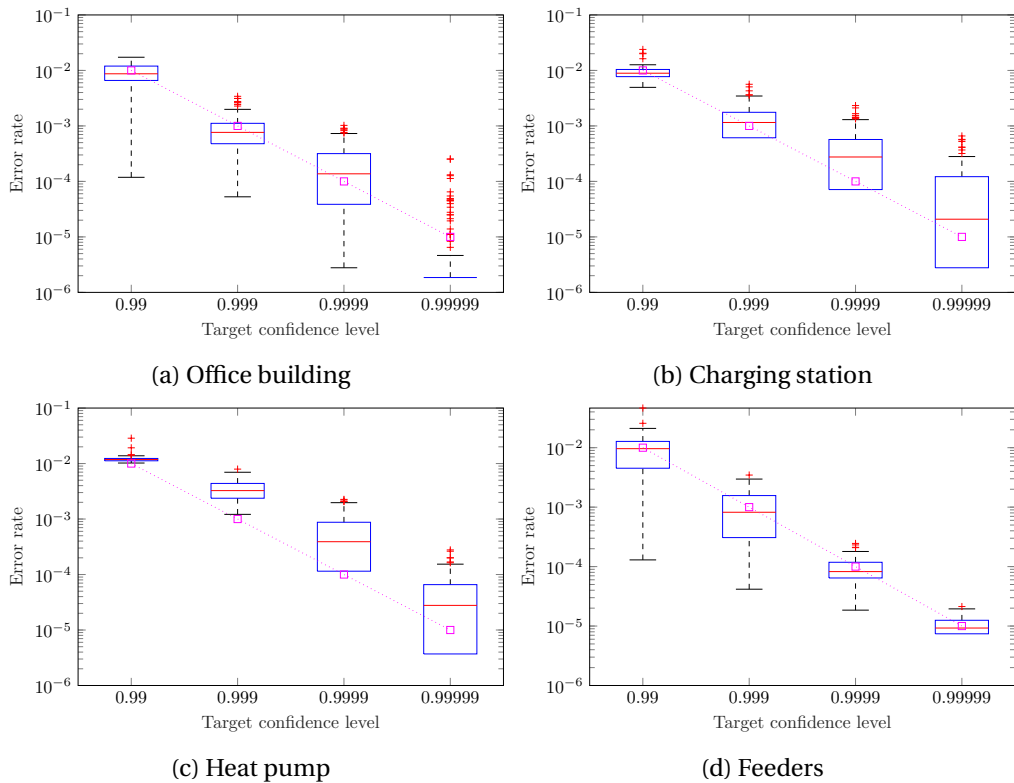 10^-1
10^-2
10^-3
10^-4
10^-5
10^-6
Error rate
0.99 0.999 0.9999 0.99999
Target confidence level
(a) Office building
10^-1
10^-2
10^-3
10^-4
10^-5
10^-6
Error rate
0.99 0.999 0.9999 0.99999
Target confidence level
(b) Charging station
10^-1
10^-2
10^-3
10^-4
10^-5
10^-6
Error rate
0.99 0.999 0.9999 0.99999
Target confidence level
(c) Heat pump
10^-2
10^-3
10^-4
10^-5
10^-6
Error rate
0.99 0.999 0.9999 0.99999
Target confidence level
(d) Feeders